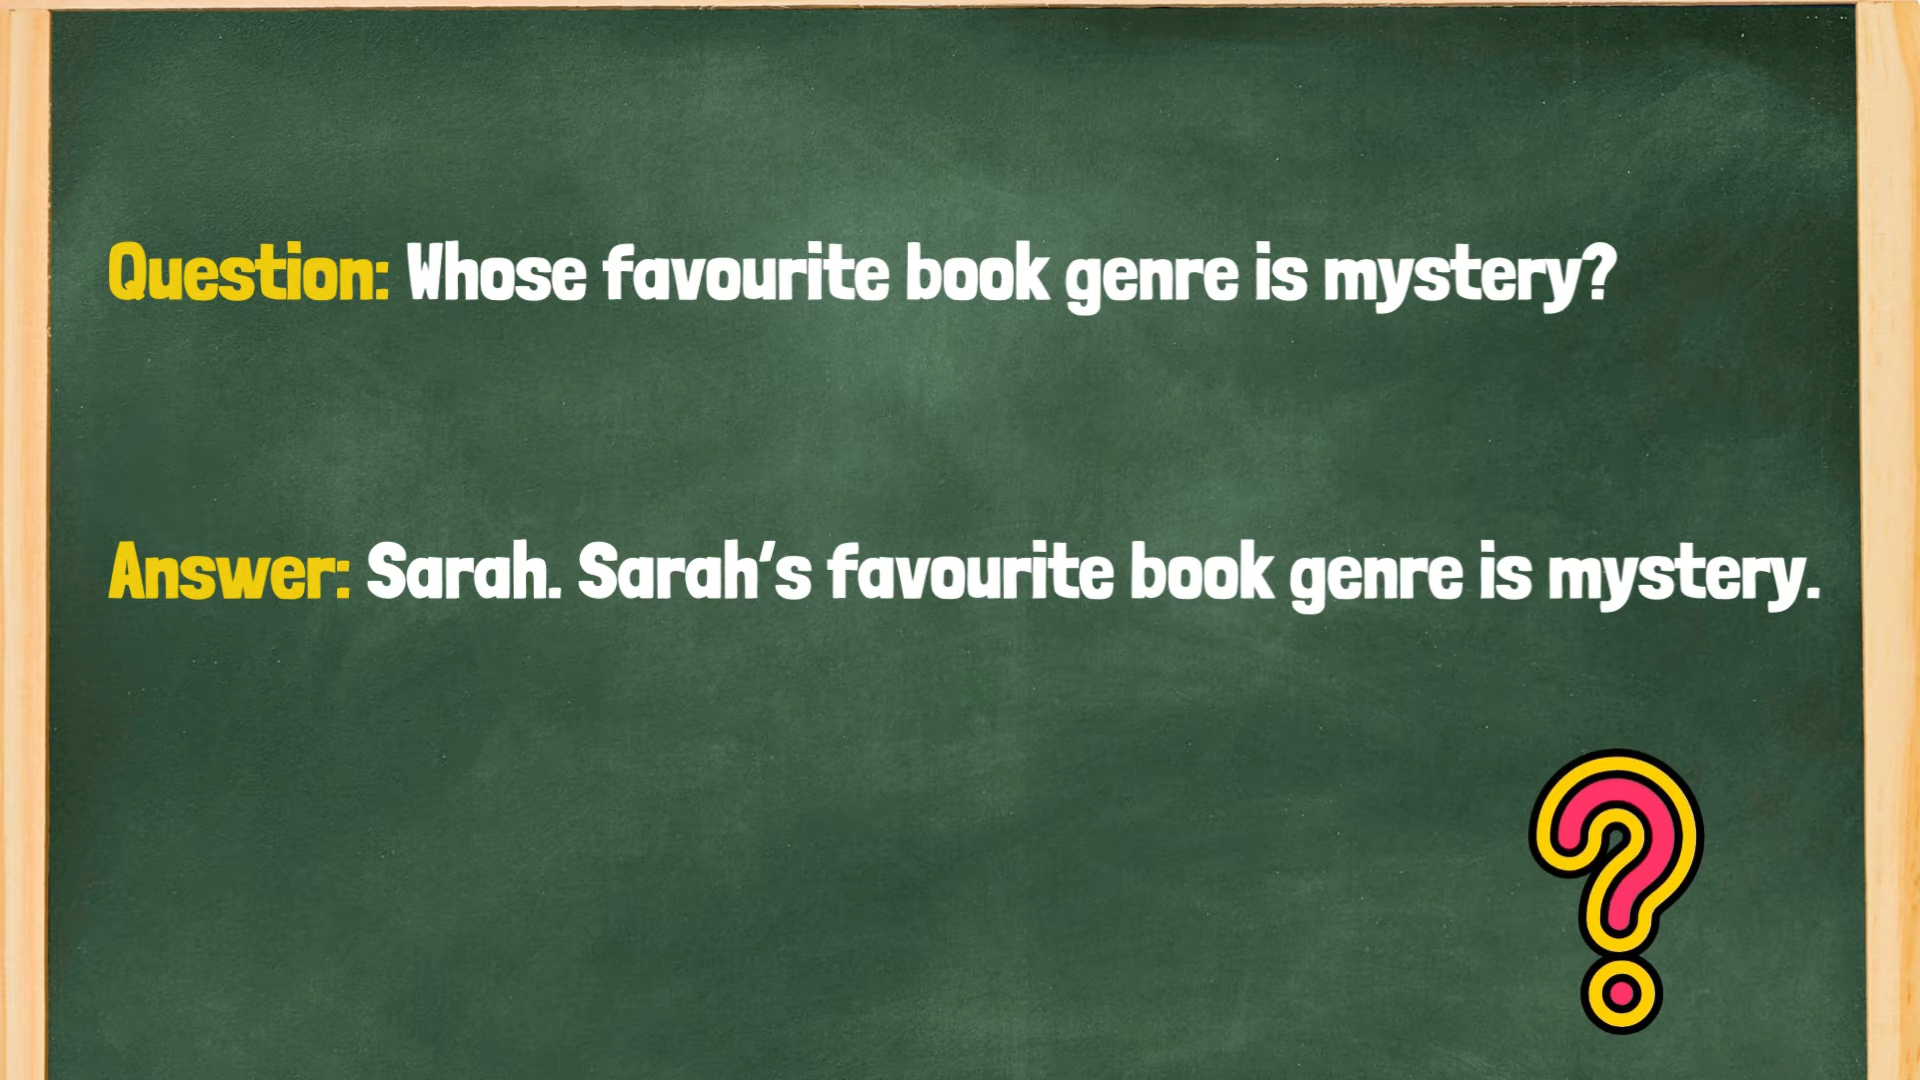 Question: Whose favourite book genre is mystery?
Answer: Sarah. Sarah's favourite book genre is mystery.